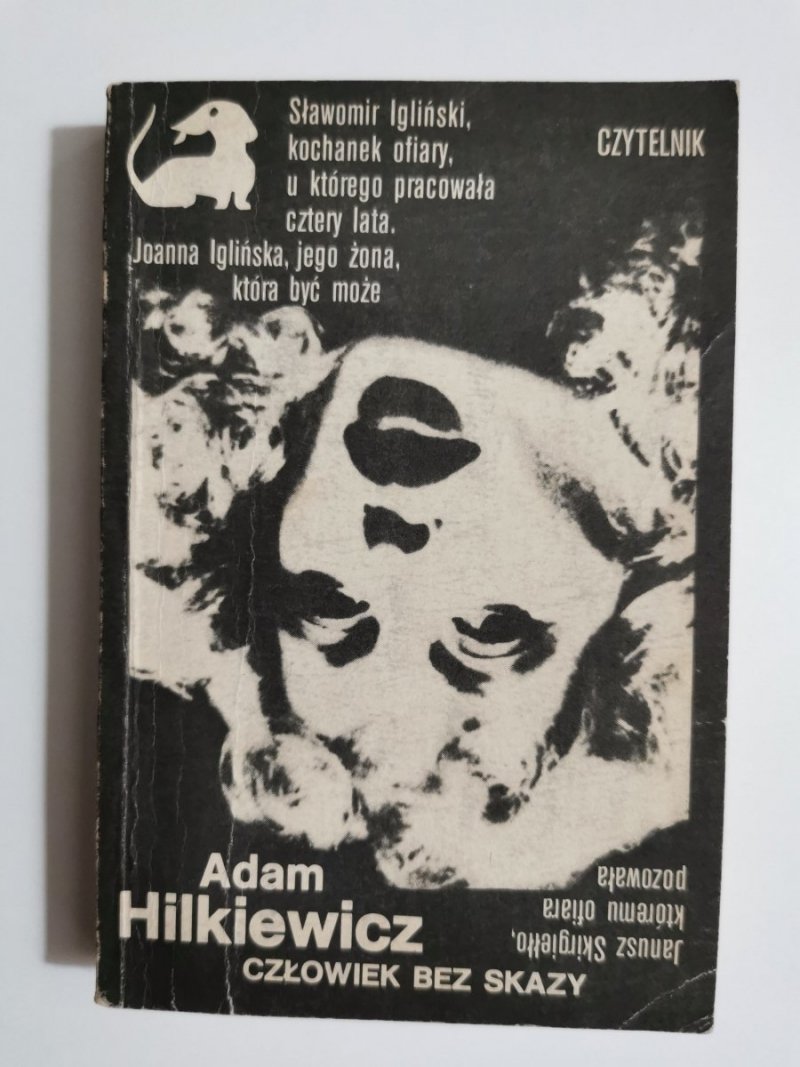 Sławomir Igliński,
kochanek ofiary,
u którego pracowała
cztery lata.
Joanna Iglińska, jego żona,
która być może
CZYTELNIK
Adam
Hilkiewicz
CZŁOWIEK BEZ SKAZY
Janusz Skirgiełło,
któremu ofiara
pozowała